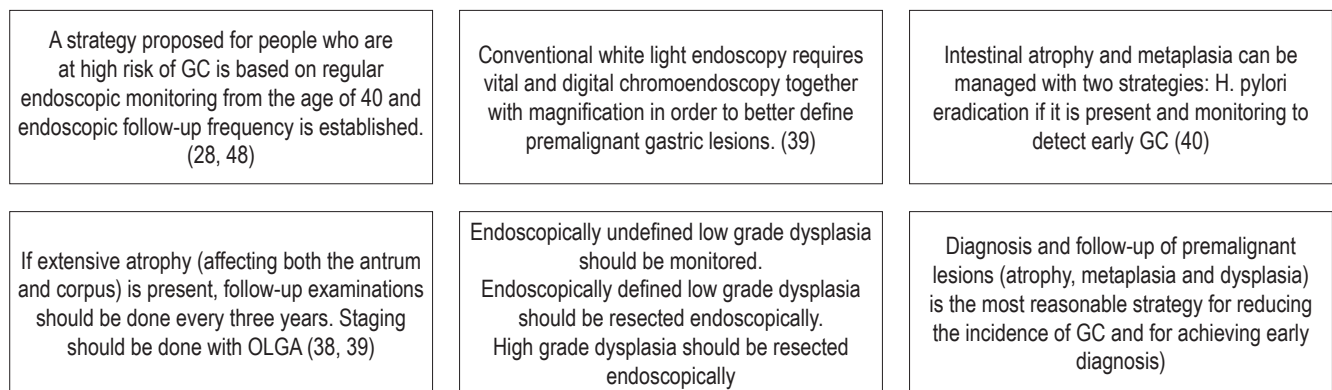 A strategy proposed for people who are
at high risk of GC is based on regular
endoscopic monitoring from the age of 40 and
endoscopic follow-up frequency is established.
(28, 48)
Conventional white light endoscopy requires
vital and digital chromoendoscopy together
with magnification in order to better define
premalignant gastric lesions. (39)
Intestinal atrophy and metaplasia can be
managed with two strategies: H. pylori
eradication if it is present and monitoring to
detect early GC (40)
If extensive atrophy (affecting both the antrum
and corpus) is present, follow-up examinations
should be done every three years. Staging
should be done with OLGA (38, 39)
Endoscopically undefined low grade dysplasia
should be monitored.
Endoscopically defined low grade dysplasia
should be resected endoscopically.
High grade dysplasia should be resected
endoscopically
Diagnosis and follow-up of premalignant
lesions (atrophy, metaplasia and dysplasia)
is the most reasonable strategy for reducing
the incidence of GC and for achieving early
diagnosis)